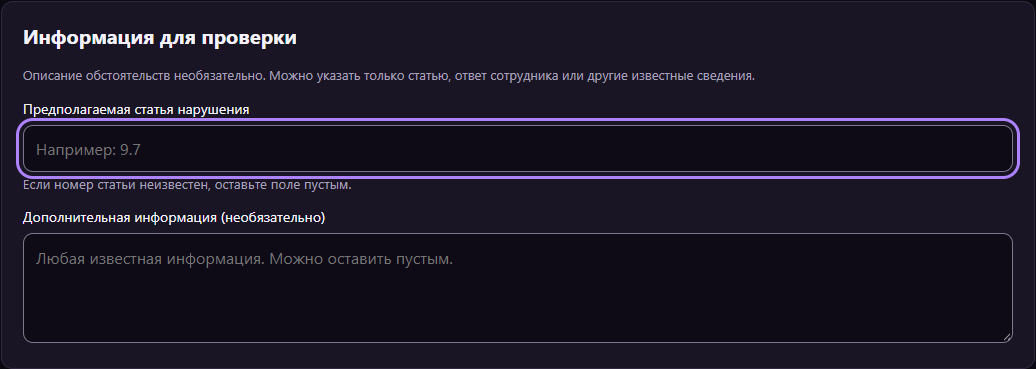 Информация для проверки
Описание обстоятельств необязательно. Можно указать только статью, ответ сотрудника или другие известные сведения.
Предполагаемая статья нарушения
Например: 9.7
Если номер статьи неизвестен, оставьте поле пустым.
Дополнительная информация (необязательно)
Любая известная информация. Можно оставить пустым.